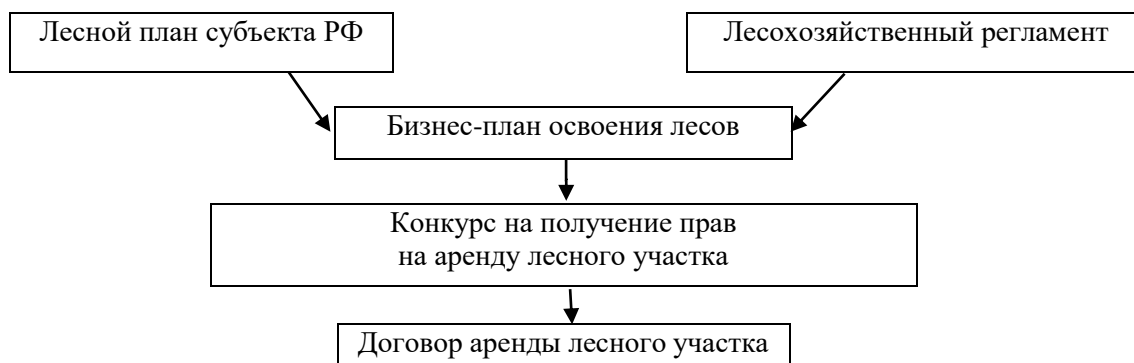 Лесной план субъекта РФ
Лесохозяйственный регламент
Бизнес-план освоения лесов
Конкурс на получение прав
на аренду лесного участка
Договор аренды лесного участка